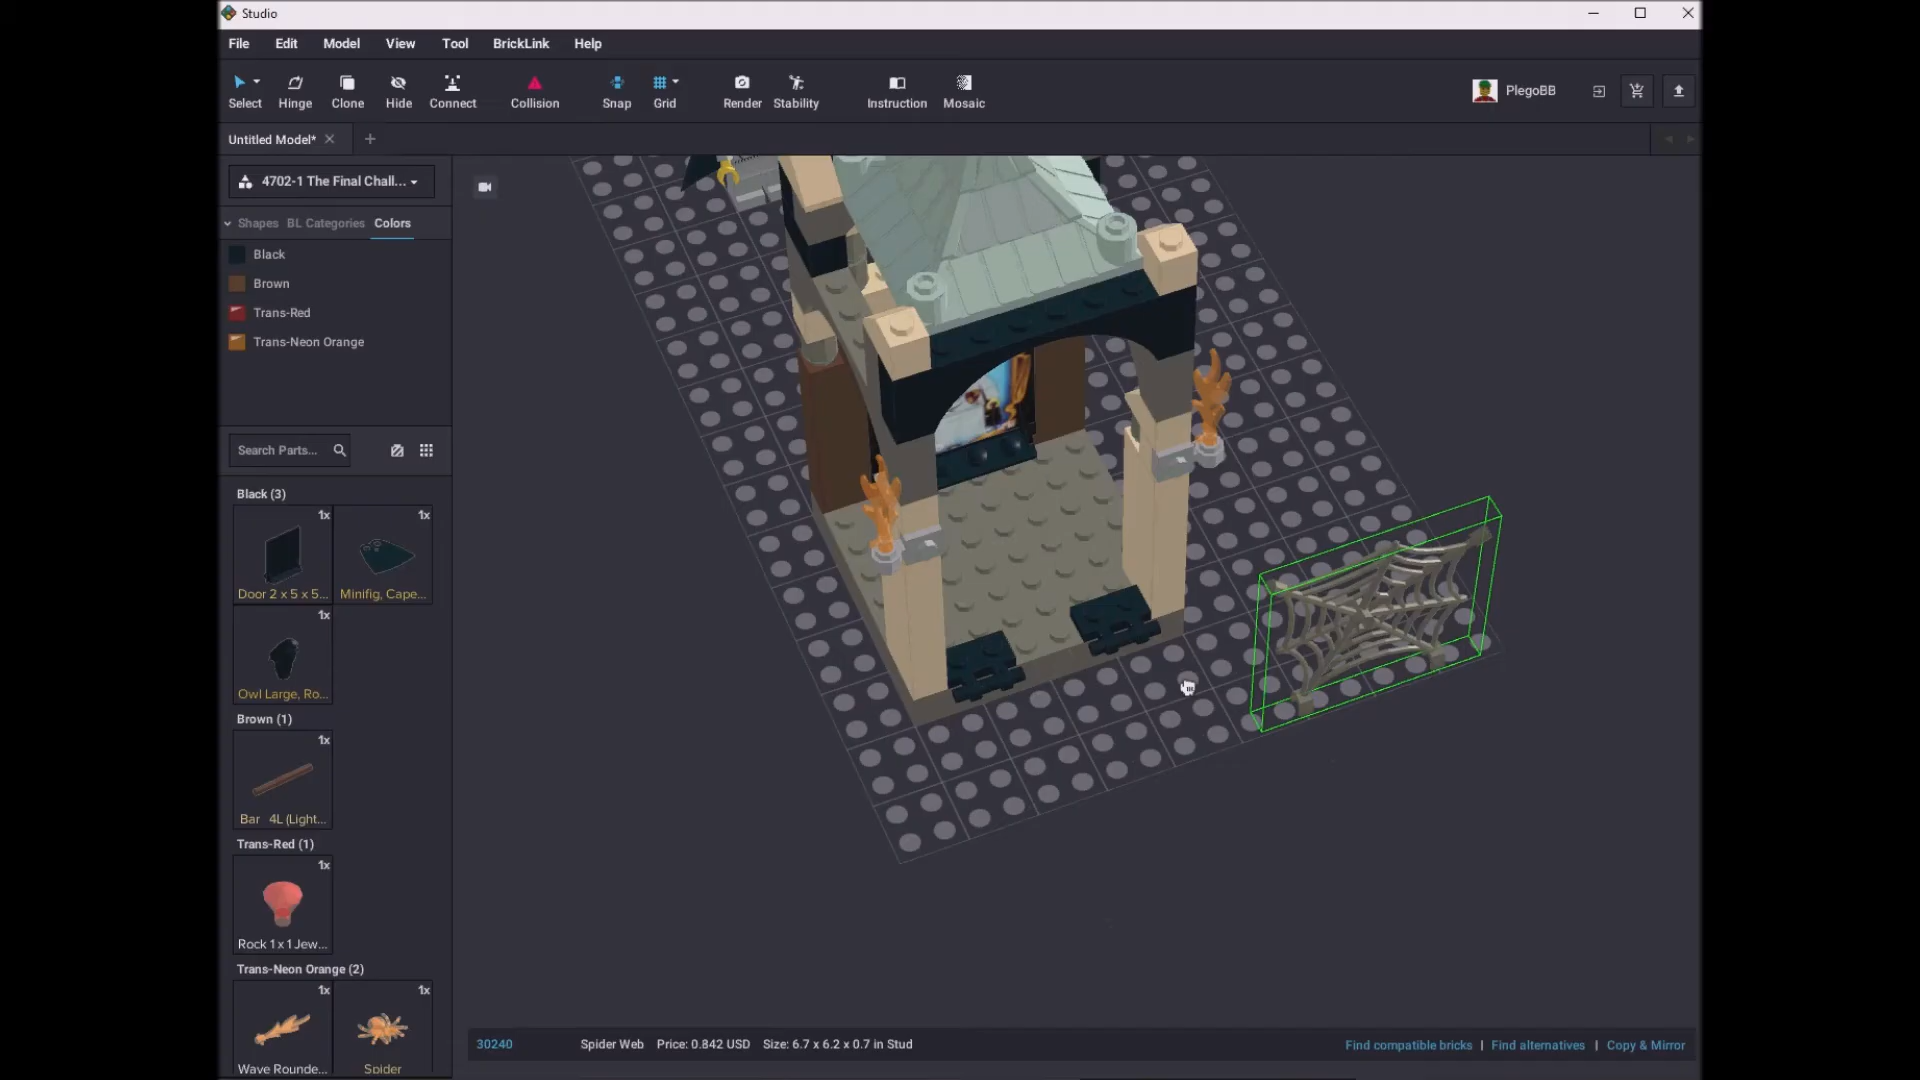 Studio
File Edit Model View Tool BrickLink Help
Select Hinge Clone Hide Connect Collision Snap Grid Render Stability Instruction Mosaic PlegoBB
Untitled Model*
4702-1 The Final Chall...
Shapes BL Categories Colors
Black
Brown
Trans-Red
Trans-Neon Orange
Search Parts...
Black (3)
1x 1x
Door 2 x 5 x 5... Minifig, Cape...
1x
Owl Large, Ro...
Brown (1)
1x
Bar 4L (Light...
Trans-Red (1)
1x
Rock 1 x 1 Jew...
Trans-Neon Orange (2)
1x 1x
Wave Rounde... Spider
30240 Spider Web Price: 0.842 USD Size: 6.7 x 6.2 x 0.7 in Stud Find compatible bricks | Find alternatives | Copy & Mirror